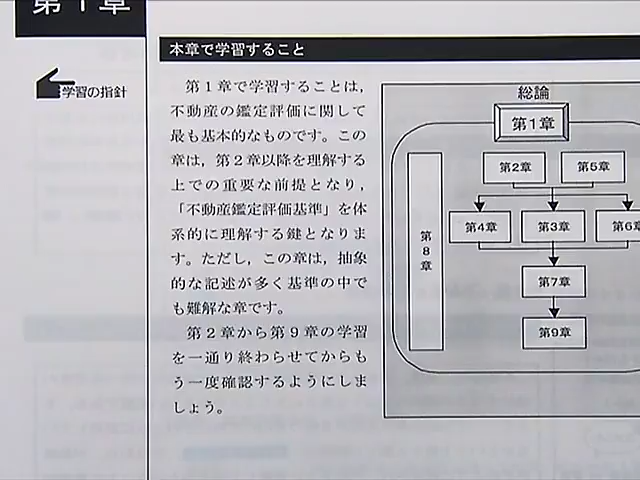 第1章
本章で学習すること
学習の指針
第1章で学習することは，
不動産の鑑定評価に関して
最も基本的なものです。この
章は，第2章以降を理解する
上での重要な前提となり，
「不動産鑑定評価基準」を体
系的に理解する鍵となりま
す。ただし，この章は，抽象
的な記述が多く基準の中で
も難解な章です。
第2章から第9章の学習
を一通り終わらせてからも
う一度確認するようにしま
しょう。
総論
第1章
第2章
第5章
第8章
第4章
第3章
第6章
第7章
第9章